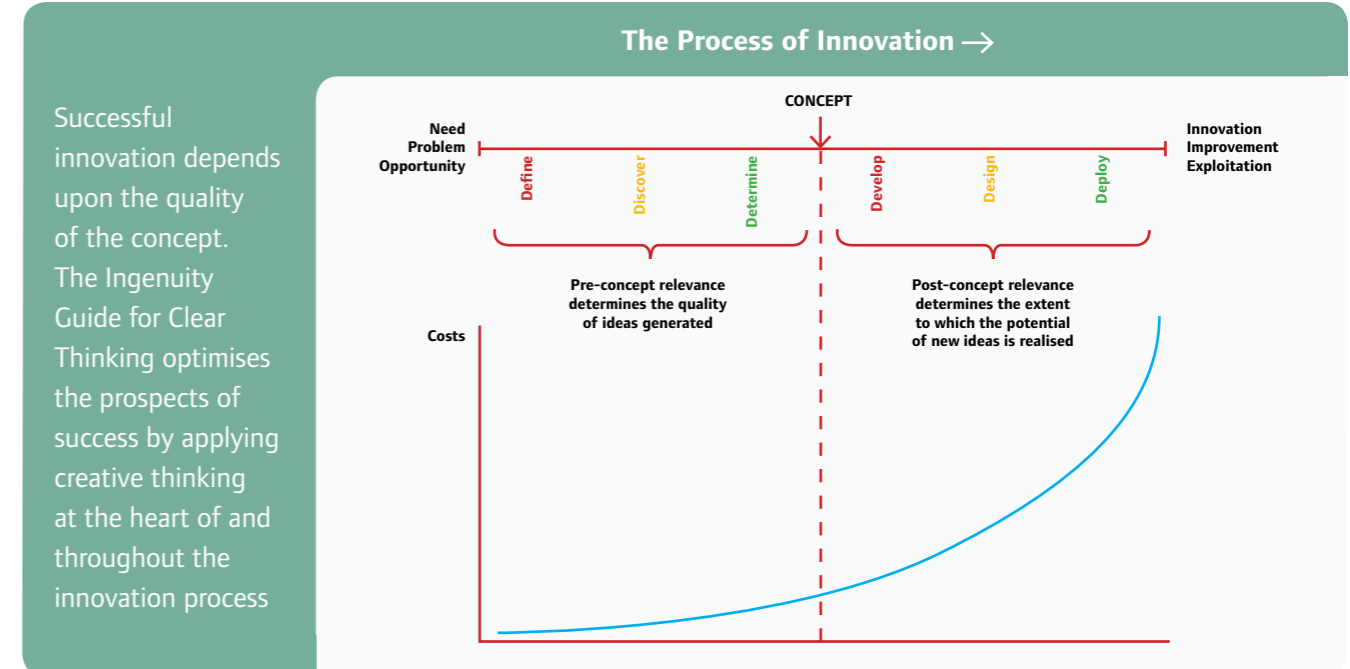 The Process of Innovation →
Successful
innovation depends
upon the quality
of the concept.
The Ingenuity
Guide for Clear
Thinking optimises
the prospects of
success by applying
creative thinking
at the heart of and
throughout the
innovation process
CONCEPT
Need
Problem
Opportunity
Innovation
Improvement
Exploitation
Define
Discover
Determine
Develop
Design
Deploy
Pre-concept relevance
determines the quality
of ideas generated
Post-concept relevance
determines the extent
to which the potential
of new ideas is realised
Costs